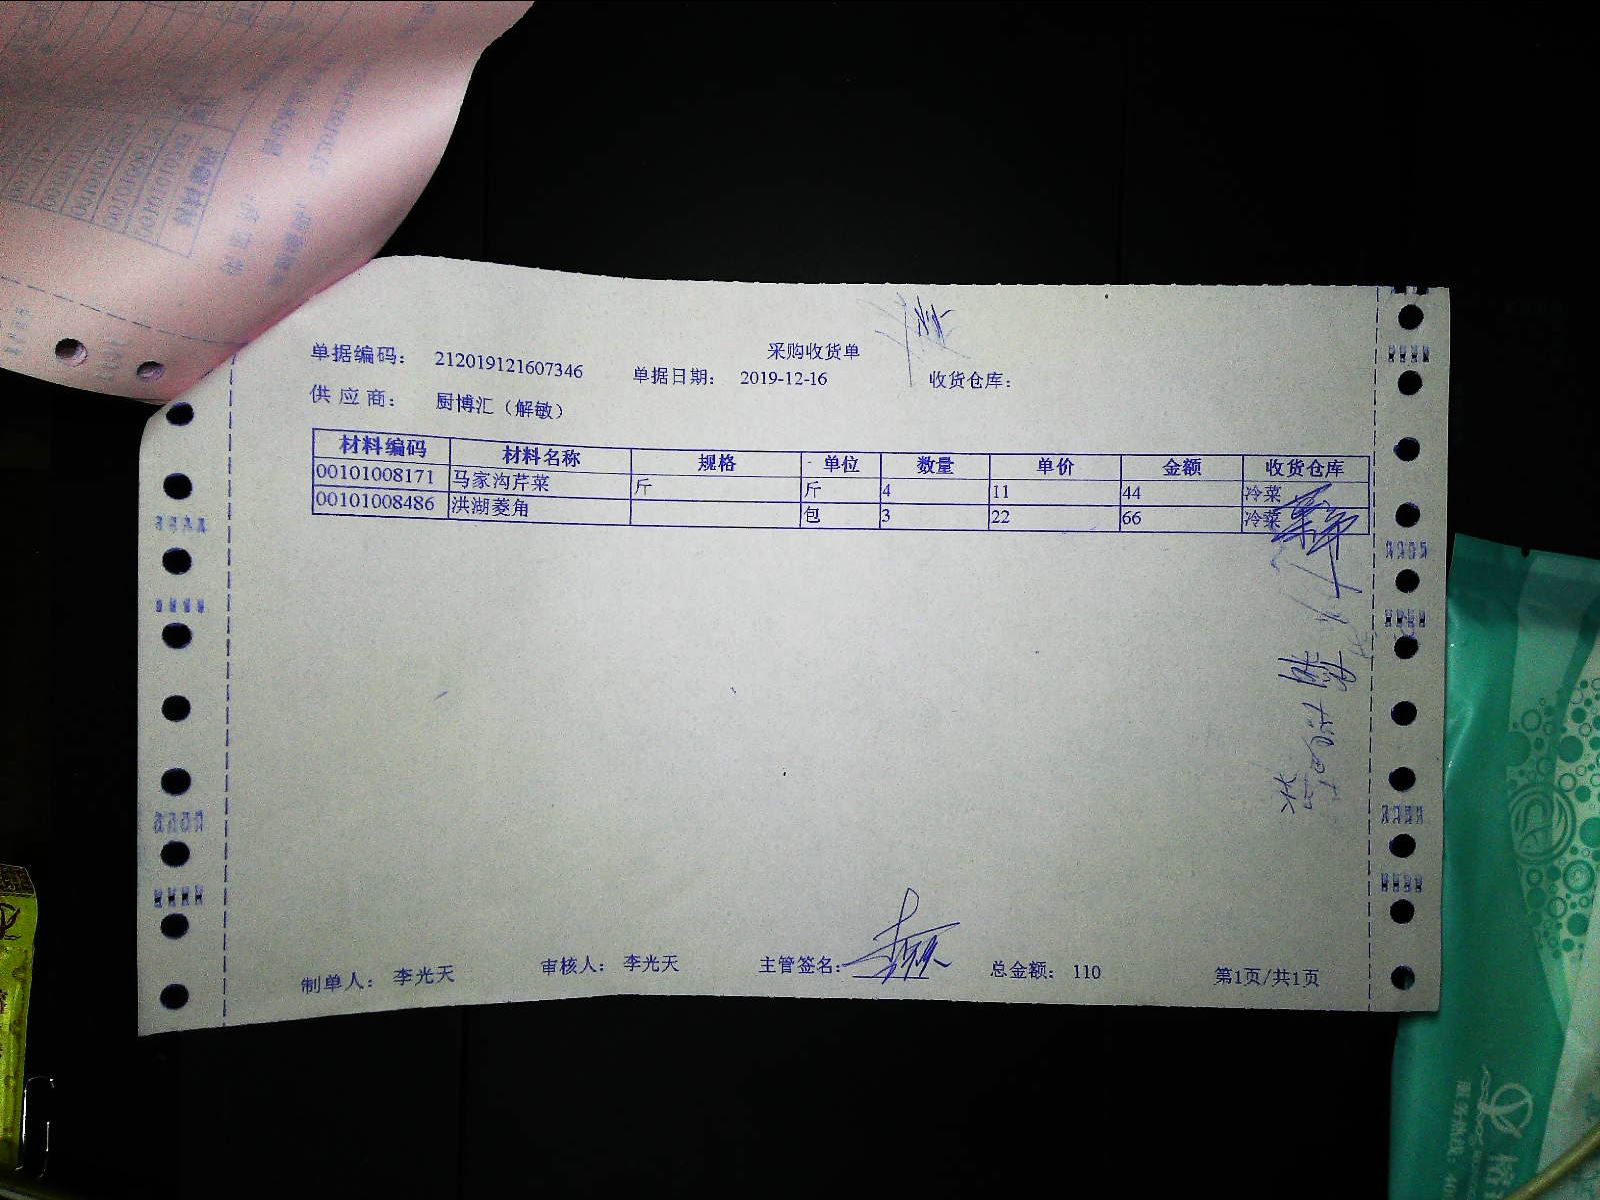 采购收货单
单据编码： 212019121607346 单据日期： 2019-12-16 收货仓库：
供 应 商： 厨博汇（解敏）
材料编码 材料名称 规格 单位 数量 单价 金额 收货仓库
00101008171 马家沟芹菜 斤 斤 4 11 44 冷菜
00101008486 洪湖菱角 包 3 22 66 冷菜
制单人： 李光天 审核人： 李光天 主管签名： 总金额： 110 第1页/共1页